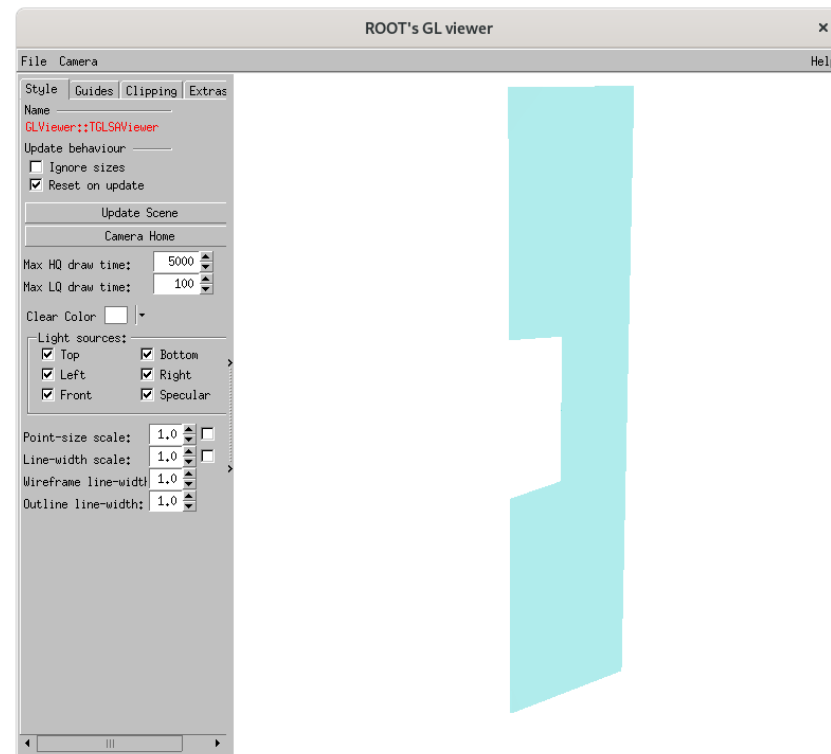 ROOT's GL viewer
File Camera Help
Style Guides Clipping Extras
Name
GLViewer::TGLSAViewer
Update behaviour
Ignore sizes
Reset on update
Update Scene
Camera Home
Max HQ draw time: 5000
Max LQ draw time: 100
Clear Color
Light sources:
Top Bottom
Left Right
Front Specular
Point-size scale: 1.0
Line-width scale: 1.0
Wireframe line-width 1.0
Outline line-width: 1.0